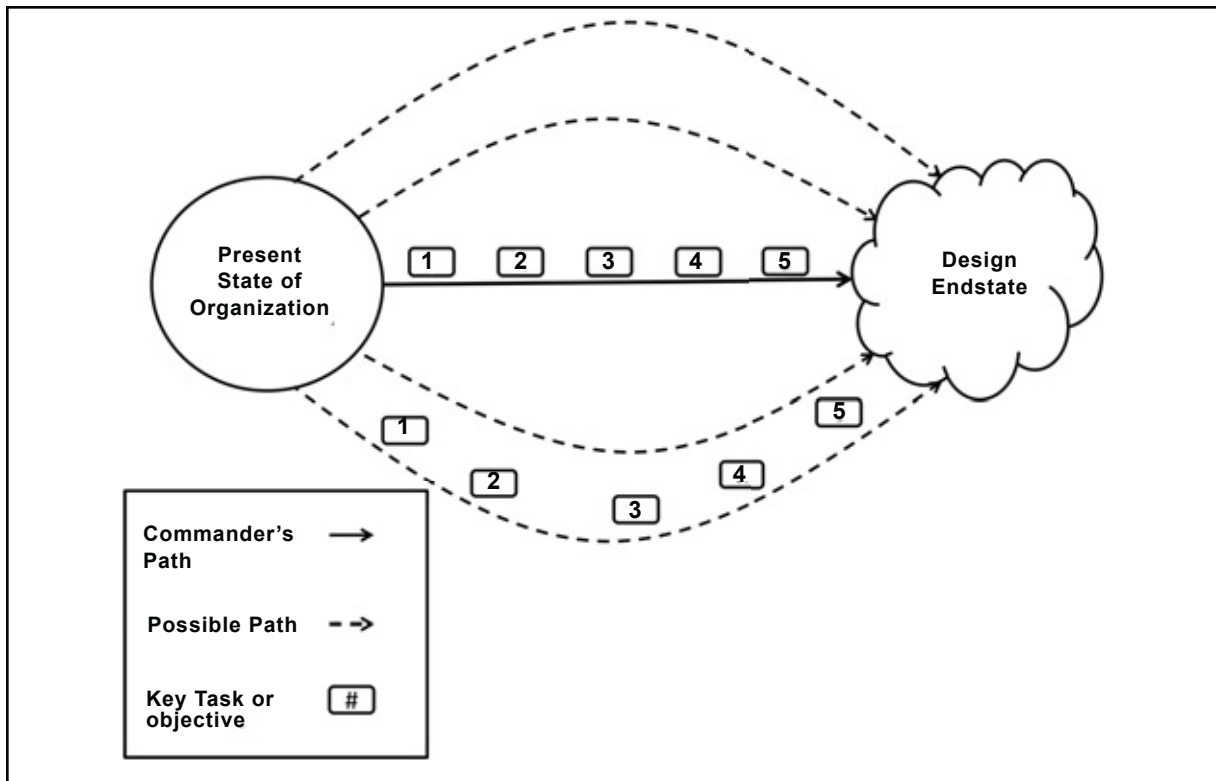 Present
State of
Organization
1
2
3
4
5
Design
Endstate
1
2
3
4
5
Commander's
Path
Possible Path
Key Task or
objective
#